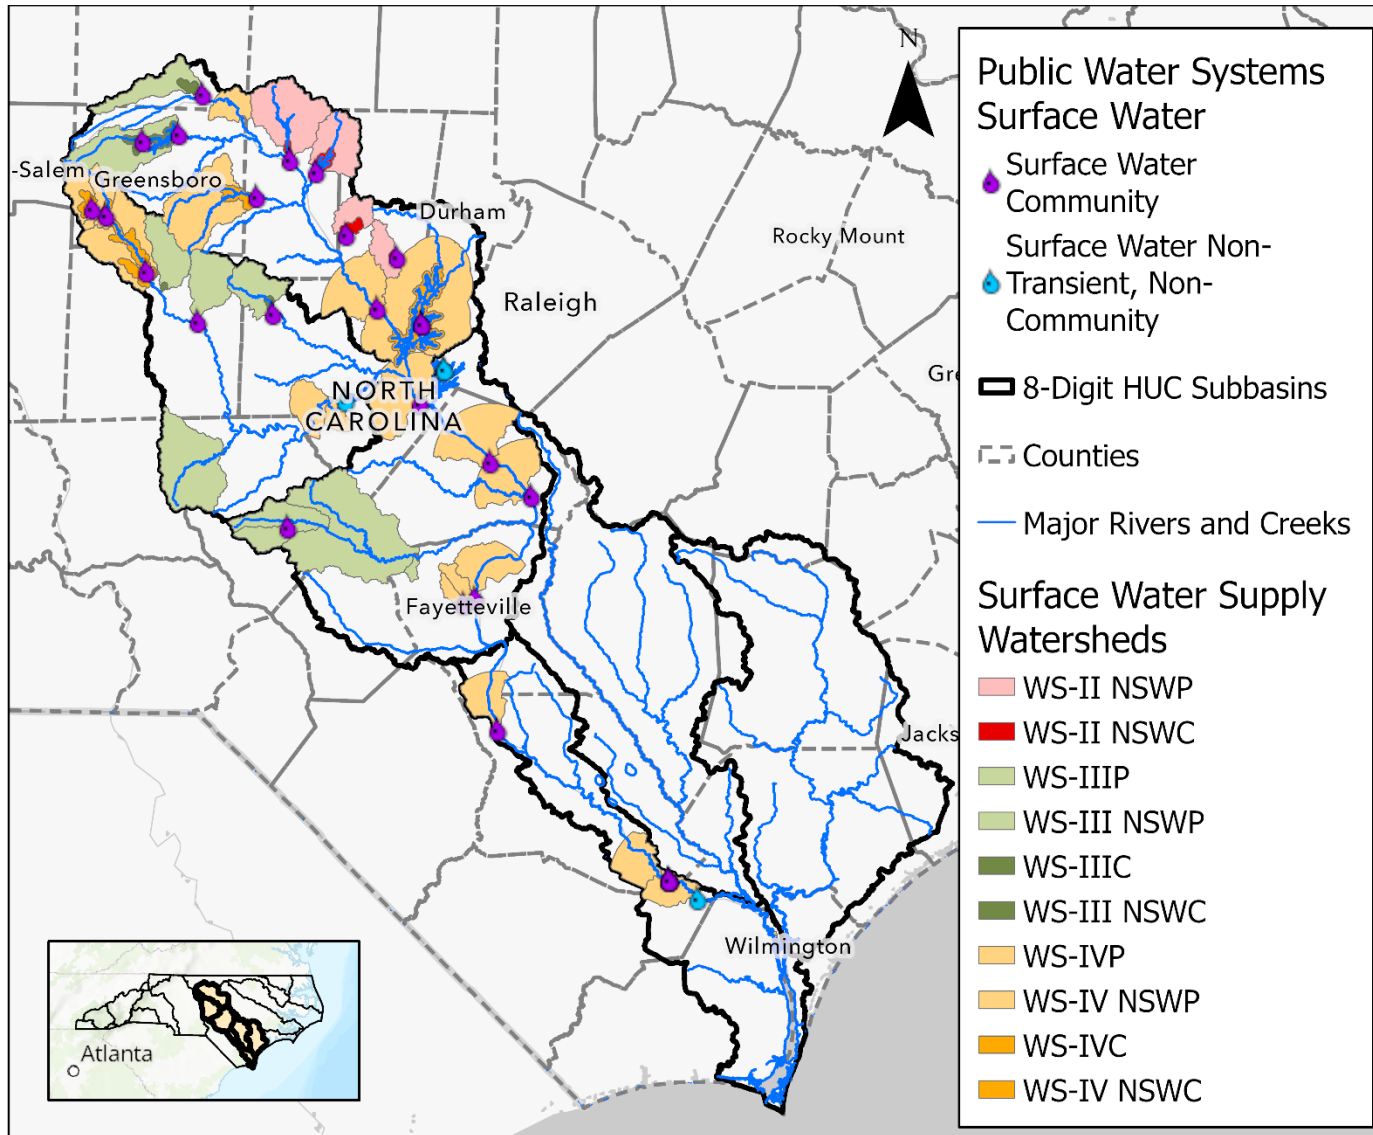 N
-Salem
Greensboro
Durham
Rocky Mount
Raleigh
Gre
NORTH
CAROLINA
Fayetteville
Jacks
Wilmington
Atlanta
Public Water Systems
Surface Water
Surface Water
Community
Surface Water Non-
Transient, Non-
Community
8-Digit HUC Subbasins
Counties
Major Rivers and Creeks
Surface Water Supply
Watersheds
WS-II NSWP
WS-II NSWC
WS-IIIP
WS-III NSWP
WS-IIIC
WS-III NSWC
WS-IVP
WS-IV NSWP
WS-IVC
WS-IV NSWC